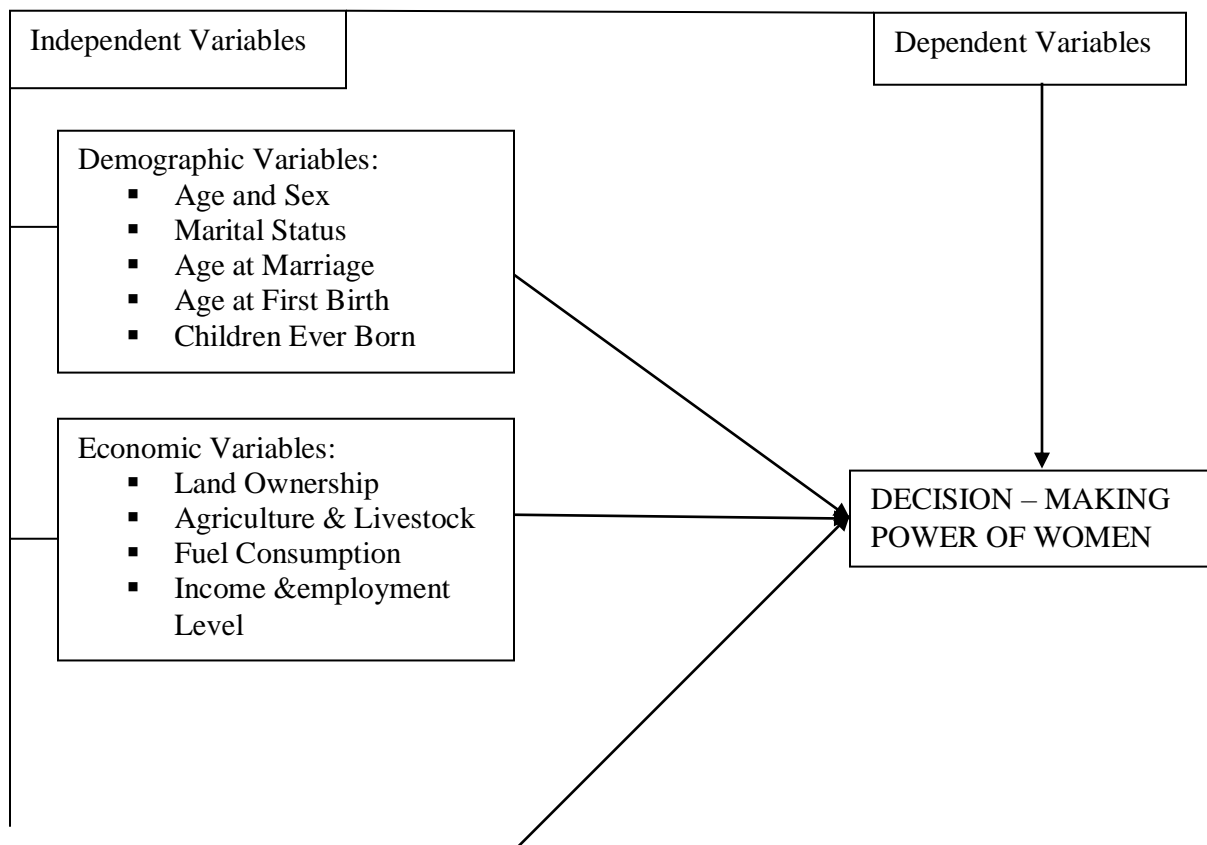 Independent Variables
Dependent Variables
Demographic Variables:
▪ Age and Sex
▪ Marital Status
▪ Age at Marriage
▪ Age at First Birth
▪ Children Ever Born
Economic Variables:
▪ Land Ownership
▪ Agriculture & Livestock
▪ Fuel Consumption
▪ Income &employment
Level
DECISION – MAKING
POWER OF WOMEN